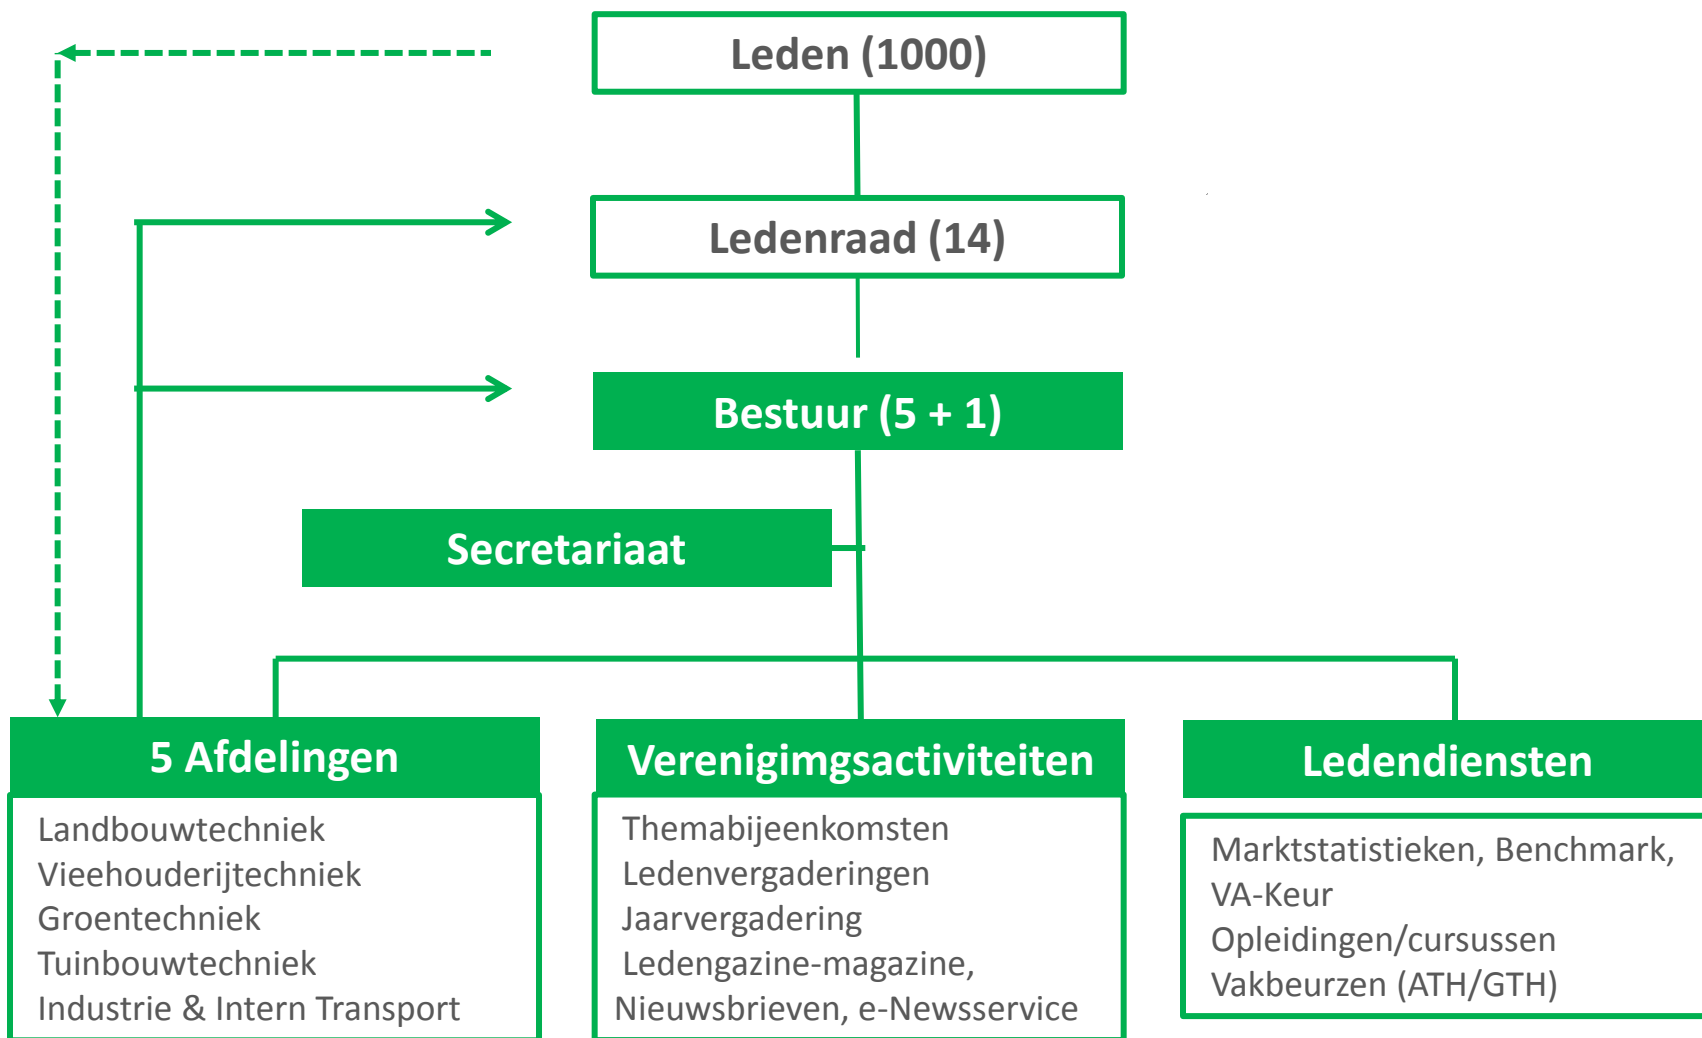 Leden (1000)
Ledenraad (14)
Bestuur (5 + 1)
Secretariaat
5 Afdelingen
Landbouwtechniek
Vieehouderijtechniek
Groentechniek
Tuinbouwtechniek
Industrie & Intern Transport
Verenigimgsactiviteiten
Themabijeenkomsten
Ledenvergaderingen
Jaarvergadering
Ledengazine-magazine,
Nieuwsbrieven, e-Newsservice
Ledendiensten
Marktstatistieken, Benchmark,
VA-Keur
Opleidingen/cursussen
Vakbeurzen (ATH/GTH)